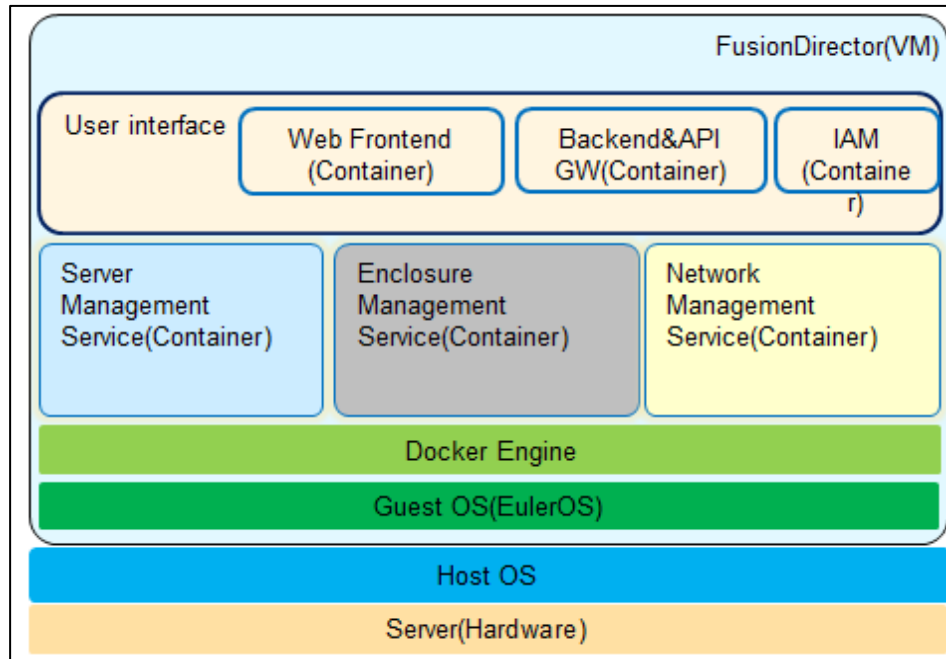 FusionDirector(VM)
User interface
Web Frontend
(Container)
Backend&API
GW(Container)
IAM
(Containe
r)
Server
Management
Service(Container)
Enclosure
Management
Service(Container)
Network
Management
Service(Container)
Docker Engine
Guest OS(EulerOS)
Host OS
Server(Hardware)